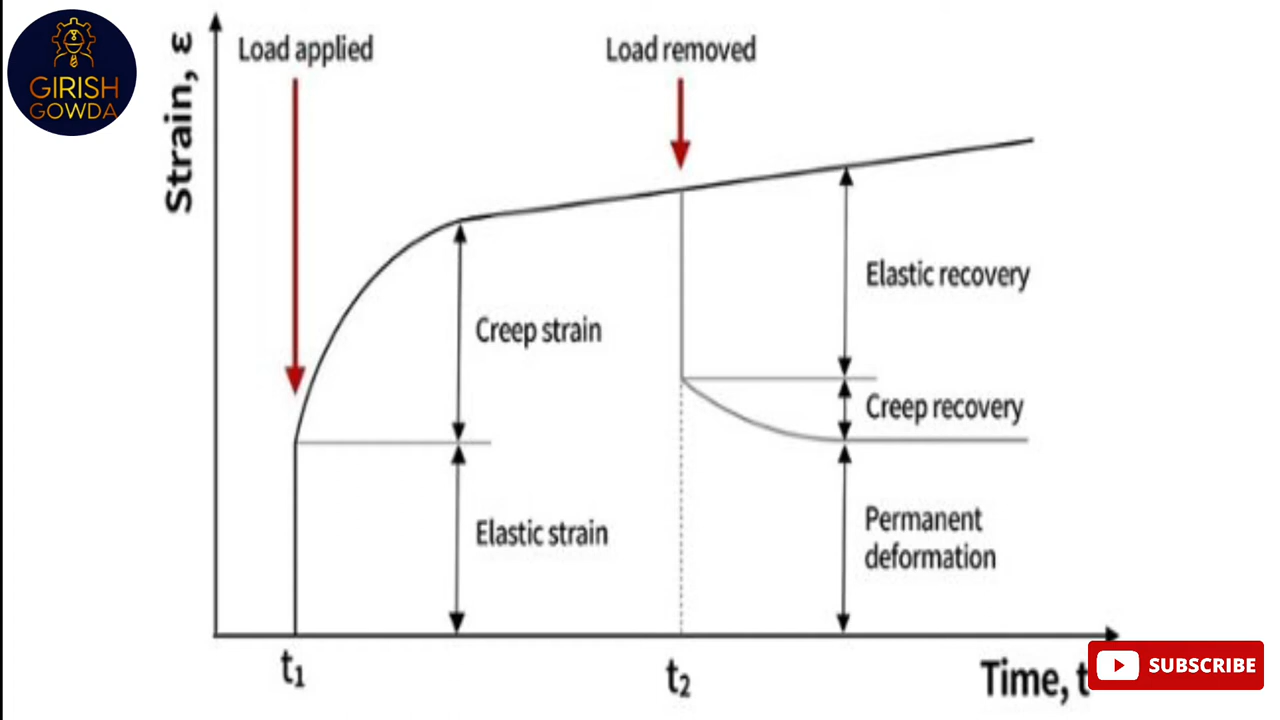 GIRISH
GOWDA
Strain, ε
Load applied
Load removed
Creep strain
Elastic strain
Elastic recovery
Creep recovery
Permanent
deformation
t₁
t₂
Time, t
SUBSCRIBE